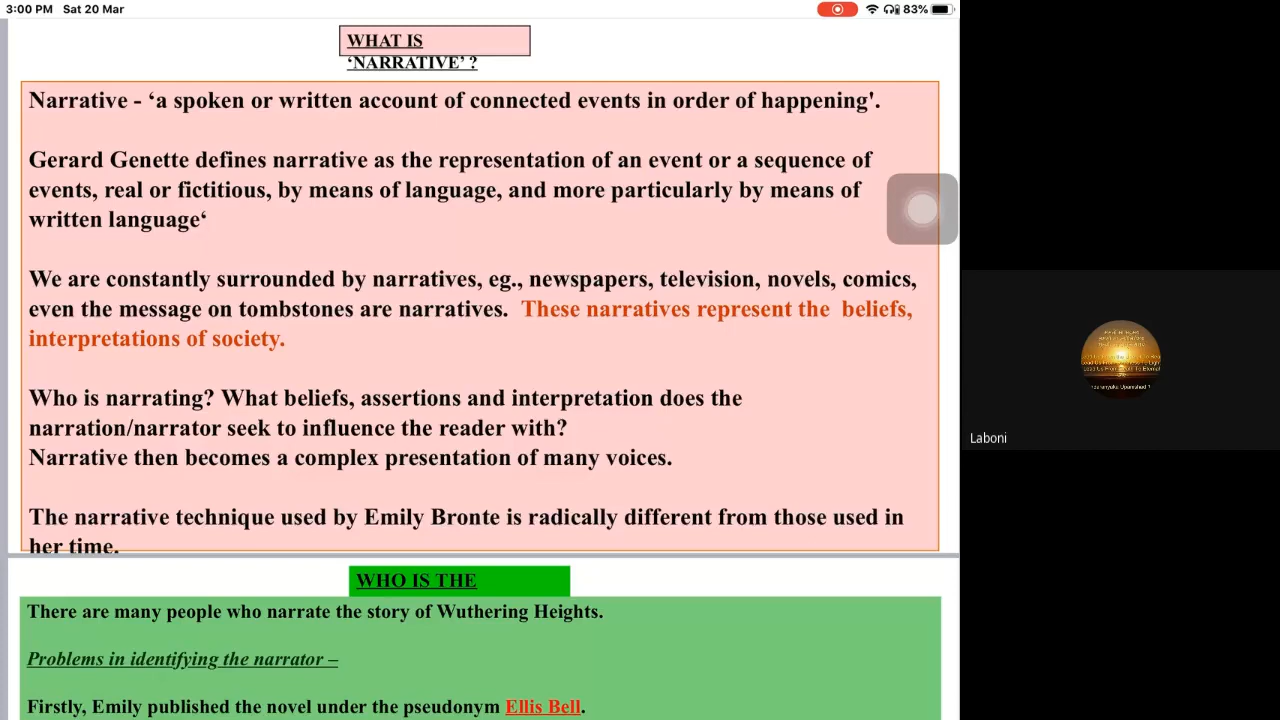 3:00 PM Sat 20 Mar
83%
WHAT IS
‘NARRATIVE’ ?
Narrative - ‘a spoken or written account of connected events in order of happening'.
Gerard Genette defines narrative as the representation of an event or a sequence of
events, real or fictitious, by means of language, and more particularly by means of
written language‘
We are constantly surrounded by narratives, eg., newspapers, television, novels, comics,
even the message on tombstones are narratives. These narratives represent the beliefs,
interpretations of society.
Who is narrating? What beliefs, assertions and interpretation does the
narration/narrator seek to influence the reader with?
Narrative then becomes a complex presentation of many voices.
The narrative technique used by Emily Bronte is radically different from those used in
her time.
WHO IS THE
There are many people who narrate the story of Wuthering Heights.
Problems in identifying the narrator –
Firstly, Emily published the novel under the pseudonym Ellis Bell.
Laboni